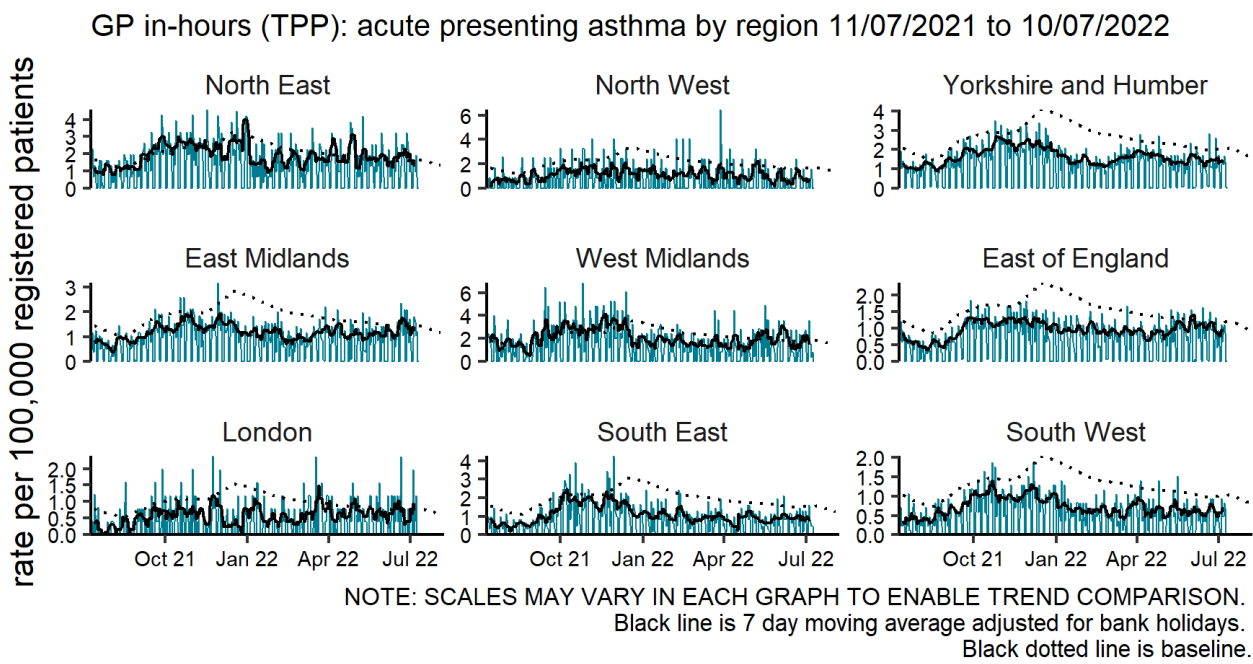 GP in-hours (TPP): acute presenting asthma by region 11/07/2021 to 10/07/2022
rate per 100,000 registered patients
North East
4
3
2
1
0
North West
6
4
2
0
Yorkshire and Humber
4
3
2
1
0
East Midlands
3
2
1
0
West Midlands
6
4
2
0
East of England
2.0
1.5
1.0
0.5
0.0
London
2.0
1.5
1.0
0.5
0.0
South East
4
3
2
1
0
South West
2.0
1.5
1.0
0.5
0.0
Oct 21 Jan 22 Apr 22 Jul 22
Oct 21 Jan 22 Apr 22 Jul 22
Oct 21 Jan 22 Apr 22 Jul 22
NOTE: SCALES MAY VARY IN EACH GRAPH TO ENABLE TREND COMPARISON.
Black line is 7 day moving average adjusted for bank holidays.
Black dotted line is baseline.